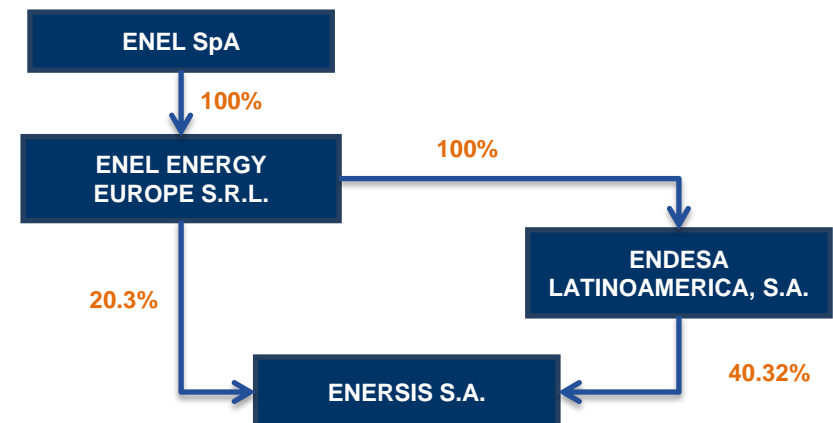 ENEL SpA
100%
ENEL ENERGY
EUROPE S.R.L.
100%
ENDESA
LATINOAMERICA, S.A.
20.3%
40.32%
ENERSIS S.A.